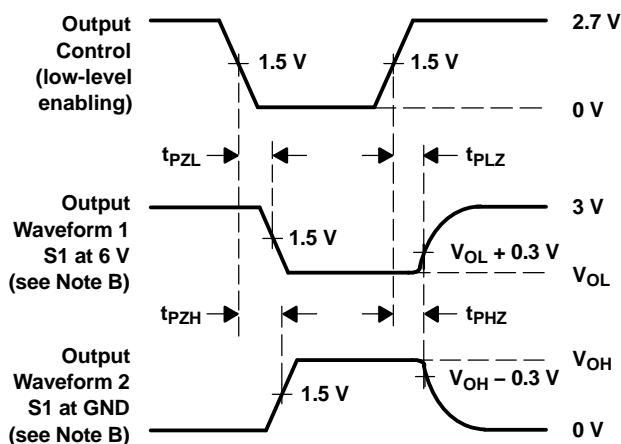 Output
Control
(low-level
enabling)
2.7 V
1.5 V
1.5 V
0 V
tPZL
tPLZ
Output
Waveform 1
S1 at 6 V
(see Note B)
3 V
1.5 V
VOL + 0.3 V
VOL
tPZH
tPHZ
Output
Waveform 2
S1 at GND
(see Note B)
VOH
1.5 V
VOH − 0.3 V
0 V